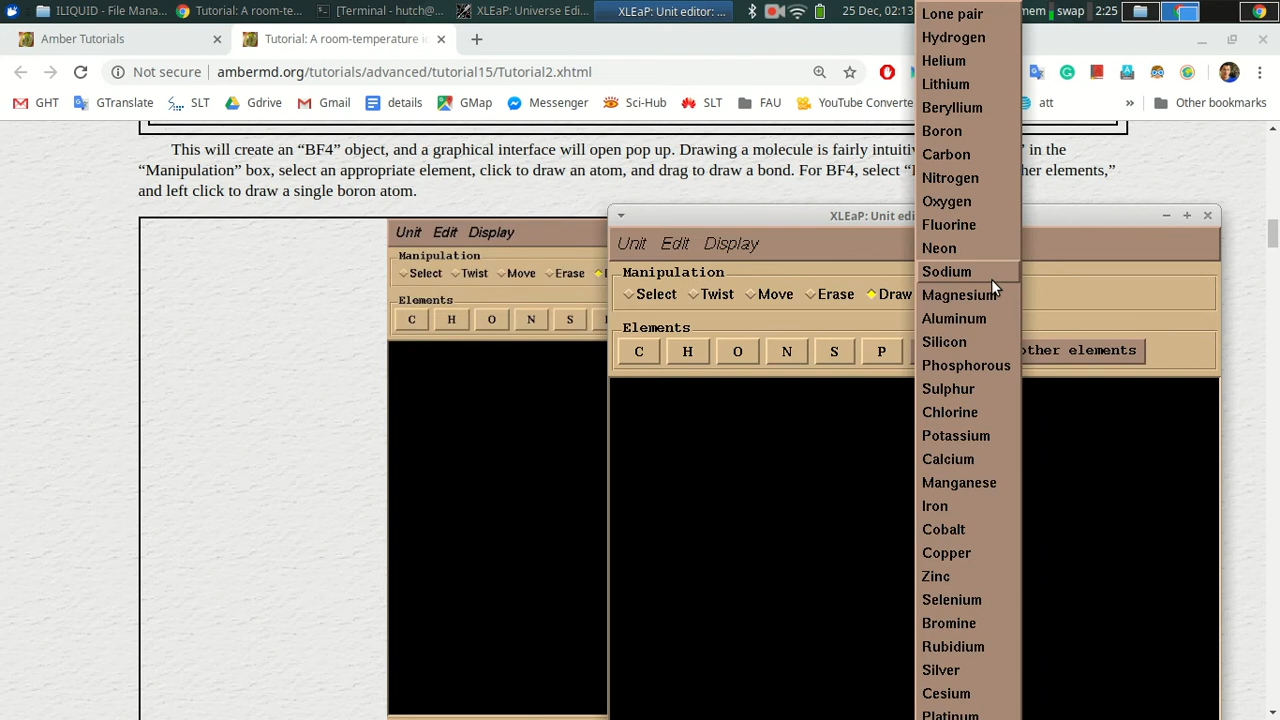 ILIQUID - File Mana...
Tutorial: A room-te...
[Terminal - hutch@...
XLEaP: Universe Edi...
XLEaP: Unit editor: ...
25 Dec, 02:13
mem
swap
2:25
Amber Tutorials
Tutorial: A room-temperature io
Not secure
ambermd.org/tutorials/advanced/tutorial15/Tutorial2.xhtml
GHT
GTranslate
SLT
Gdrive
Gmail
details
GMap
Messenger
Sci-Hub
SLT
FAU
YouTube Converte
att
»
Other bookmarks
This will create an “BF4” object, and a graphical interface will open pop up. Drawing a molecule is fairly intuitiv ” in the
“Manipulation” box, select an appropriate element, click to draw an atom, and drag to draw a bond. For BF4, select “ her elements,”
and left click to draw a single boron atom.
Unit Edit Display
Manipulation
Select Twist Move Erase
Elements
C H O N S
XLEaP: Unit edi
Unit Edit Display
Manipulation
Select Twist Move Erase Draw
Elements
C H O N S P
other elements
Lone pair
Hydrogen
Helium
Lithium
Beryllium
Boron
Carbon
Nitrogen
Oxygen
Fluorine
Neon
Sodium
Magnesium
Aluminum
Silicon
Phosphorous
Sulphur
Chlorine
Potassium
Calcium
Manganese
Iron
Cobalt
Copper
Zinc
Selenium
Bromine
Rubidium
Silver
Cesium
Platinum